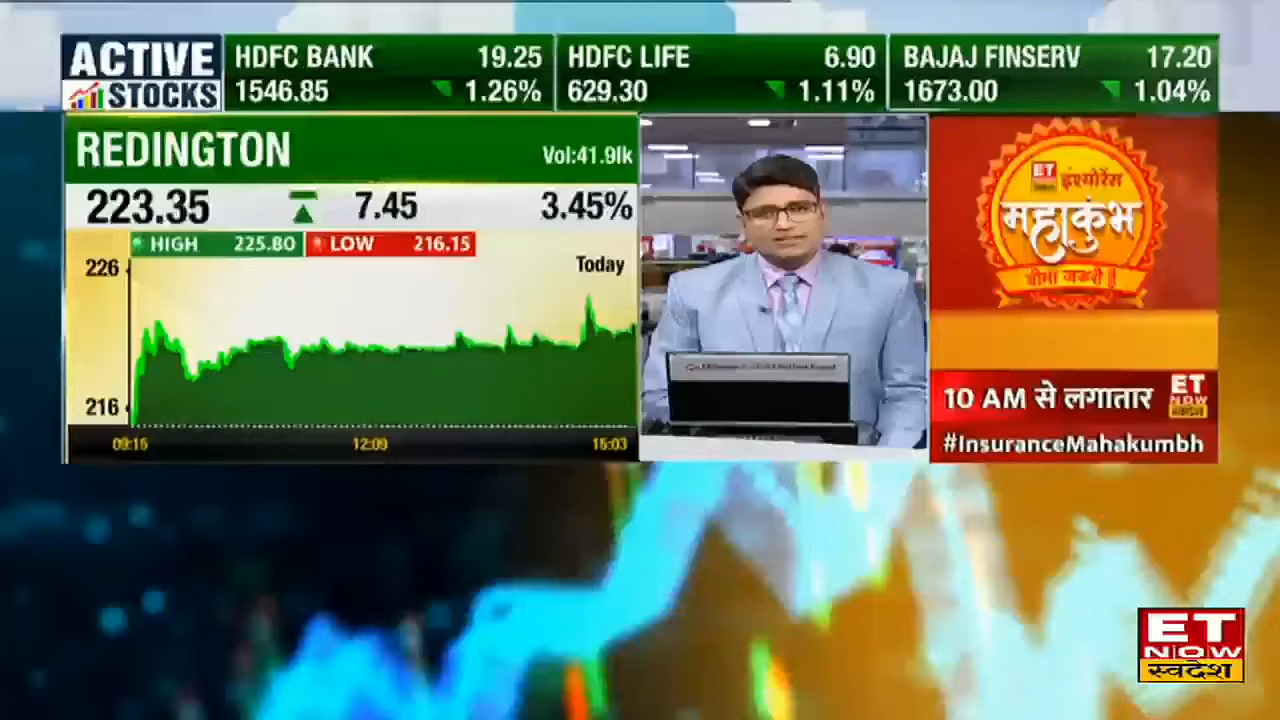 ACTIVE
STOCKS
HDFC BANK 19.25
1546.85 1.26%
HDFC LIFE 6.90
629.30 1.11%
BAJAJ FINSERV 17.20
1673.00 1.04%
REDINGTON
Vol:41.9lk
223.35 7.45 3.45%
HIGH 225.80 LOW 216.15
Today
226
216
09:15 12:09 15:03
ET
इंश्योरेंस
महाकुंभ
बीमा जरूरी है
10 AM से लगातार
ET
NOW
स्वदेश
#InsuranceMahakumbh
ET
NOW
स्वदेश